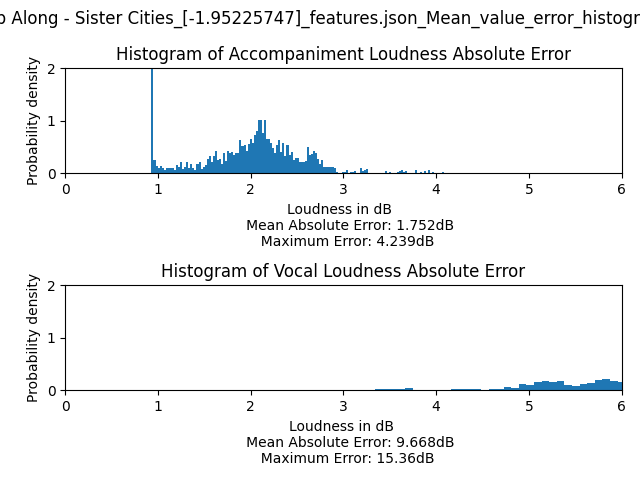 Along - Sister Cities_[-1.95225747]_features.json_Mean_value_error_histogr
Histogram of Accompaniment Loudness Absolute Error
Probability density
2
1
0
0 1 2 3 4 5 6
Loudness in dB
Mean Absolute Error: 1.752dB
Maximum Error: 4.239dB
Histogram of Vocal Loudness Absolute Error
Probability density
2
1
0
0 1 2 3 4 5 6
Loudness in dB
Mean Absolute Error: 9.668dB
Maximum Error: 15.36dB